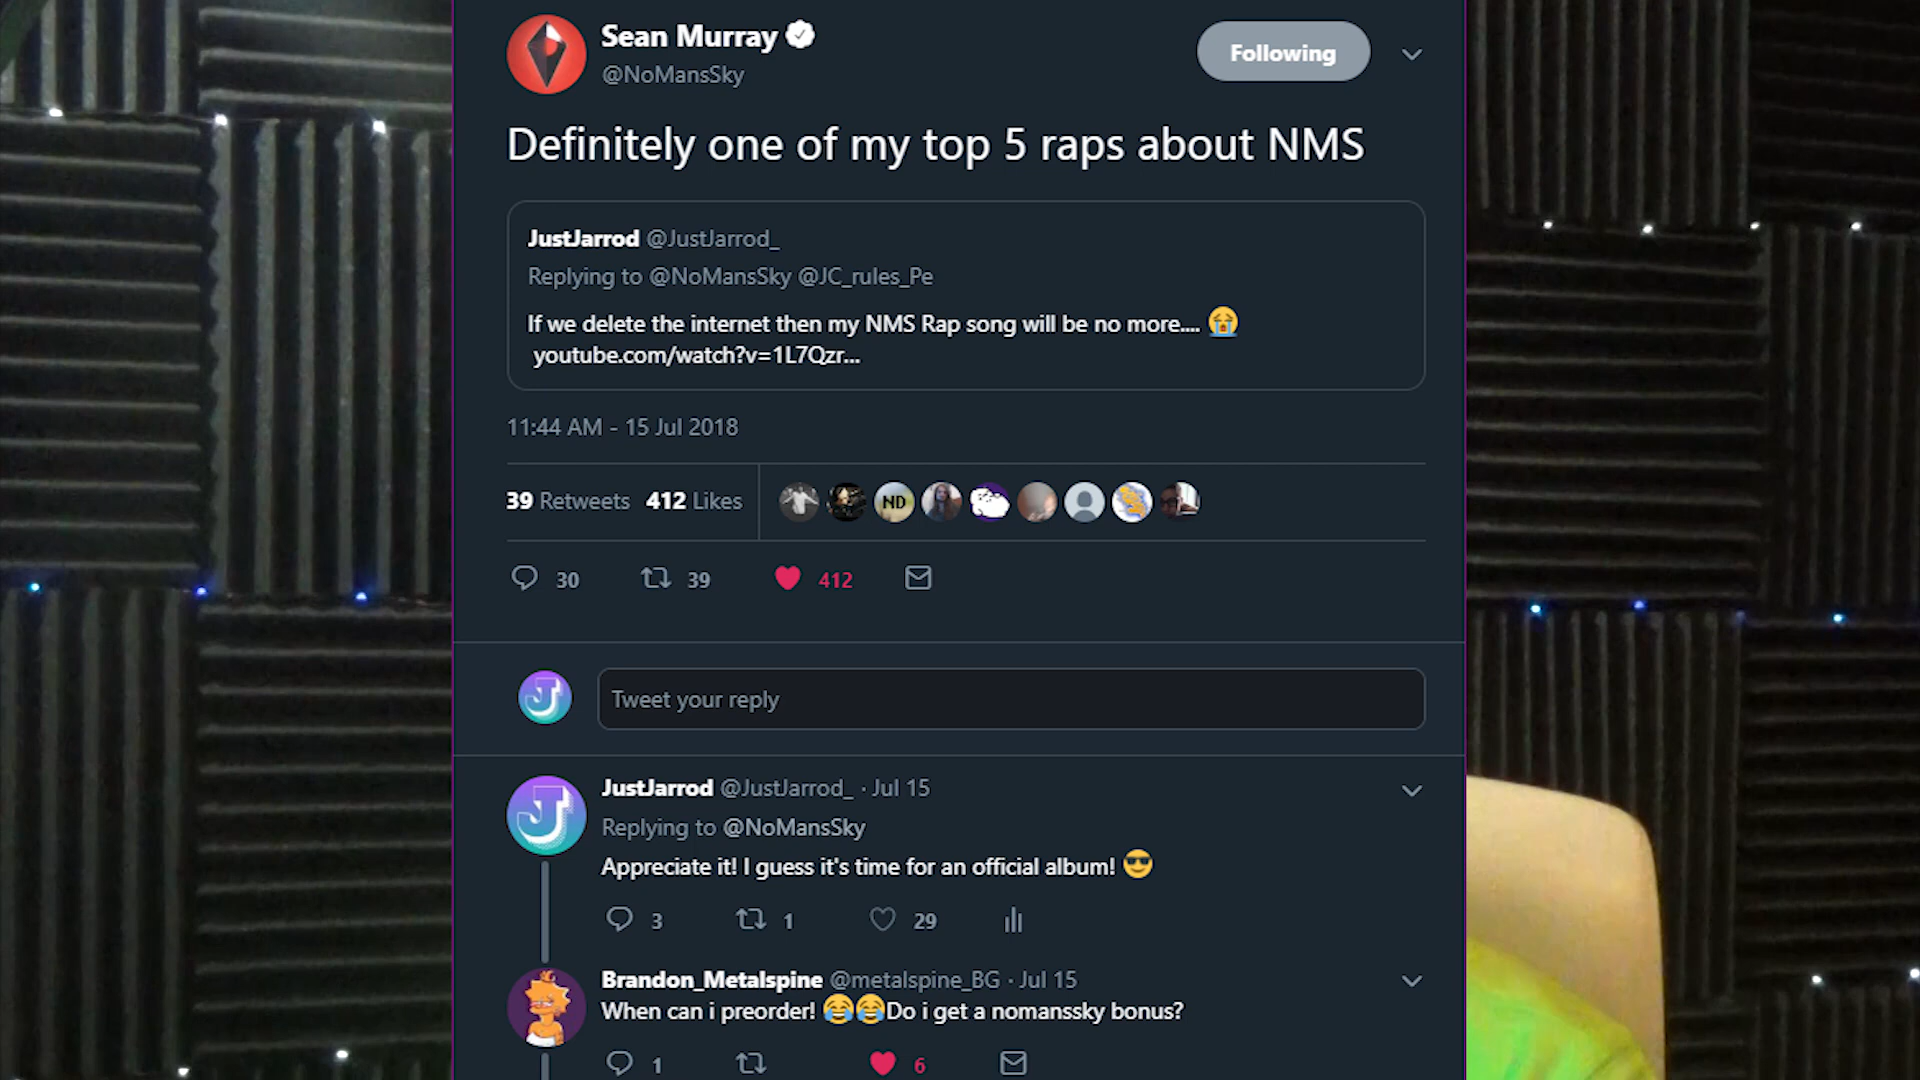 Sean Murray
@NoMansSky
Following
Definitely one of my top 5 raps about NMS
JustJarrod @JustJarrod_
Replying to @NoMansSky @JC_rules_Pe
If we delete the internet then my NMS Rap song will be no more.... 😭
youtube.com/watch?v=1L7Qzr...
11:44 AM - 15 Jul 2018
39 Retweets 412 Likes
ND
30 39 412
J
Tweet your reply
J
JustJarrod @JustJarrod_ · Jul 15
Replying to @NoMansSky
Appreciate it! I guess it's time for an official album! 😎
3 1 29
Brandon_Metalspine @metalspine_BG · Jul 15
When can i preorder! 😂😂Do i get a nomanssky bonus?
1 6